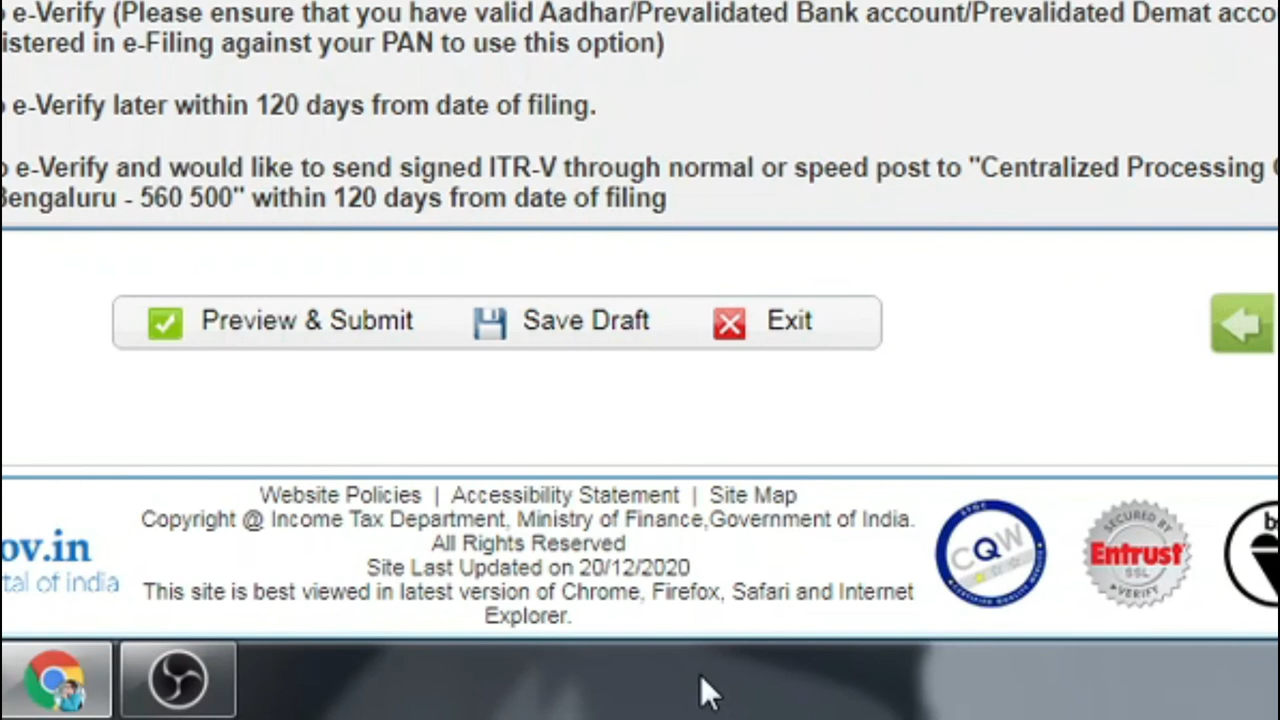 e-Verify (Please ensure that you have valid Aadhar/Prevalidated Bank account/Prevalidated Demat acco
istered in e-Filing against your PAN to use this option)
e-Verify later within 120 days from date of filing.
e-Verify and would like to send signed ITR-V through normal or speed post to "Centralized Processing
Bengaluru - 560 500" within 120 days from date of filing
Preview & Submit Save Draft Exit
Website Policies | Accessibility Statement | Site Map
Copyright @ Income Tax Department, Ministry of Finance,Government of India.
All Rights Reserved
Site Last Updated on 20/12/2020
This site is best viewed in latest version of Chrome, Firefox, Safari and Internet
Explorer.
ov.in
tal of india
CQW
SECURED BY
Entrust
SSL
VERIFY
b